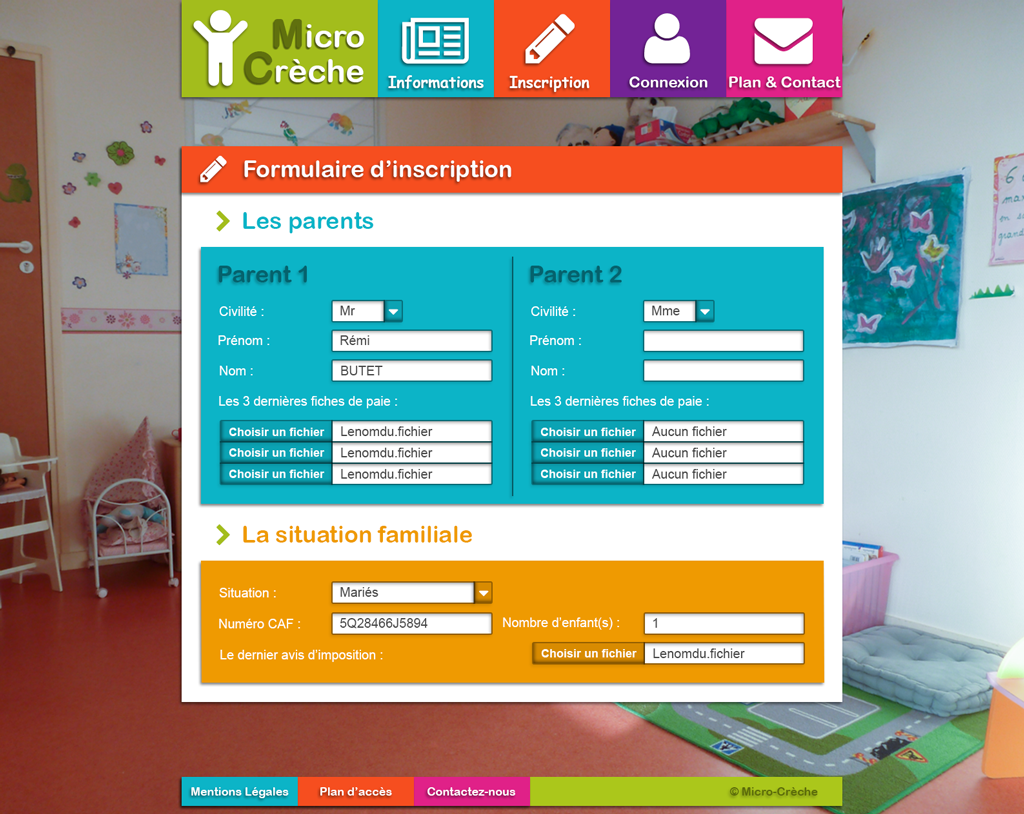 Micro
Crèche
Informations
Inscription
Connexion
Plan & Contact
Formulaire d'inscription
Les parents
Parent 1
Civilité :
Mr
Prénom :
Rémi
Nom :
BUTET
Les 3 dernières fiches de paie :
Choisir un fichier Lenomdu.fichier
Choisir un fichier Lenomdu.fichier
Choisir un fichier Lenomdu.fichier
Parent 2
Civilité :
Mme
Prénom :
Nom :
Les 3 dernières fiches de paie :
Choisir un fichier Aucun fichier
Choisir un fichier Aucun fichier
Choisir un fichier Aucun fichier
La situation familiale
Situation :
Mariés
Numéro CAF :
5Q28466J5894
Nombre d'enfant(s) :
1
Le dernier avis d'imposition :
Choisir un fichier Lenomdu.fichier
Mentions Légales
Plan d'accès
Contactez-nous
© Micro-Crèche